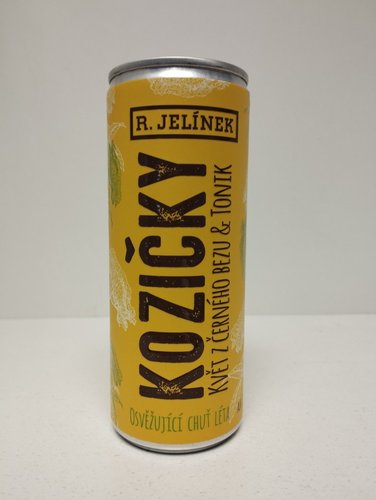 R. JELÍNEK
KOZIČKY
KVĚT Z ČERNÉHO BEZU & TONIK
OSVĚŽUJÍCÍ CHUŤ LÉTA